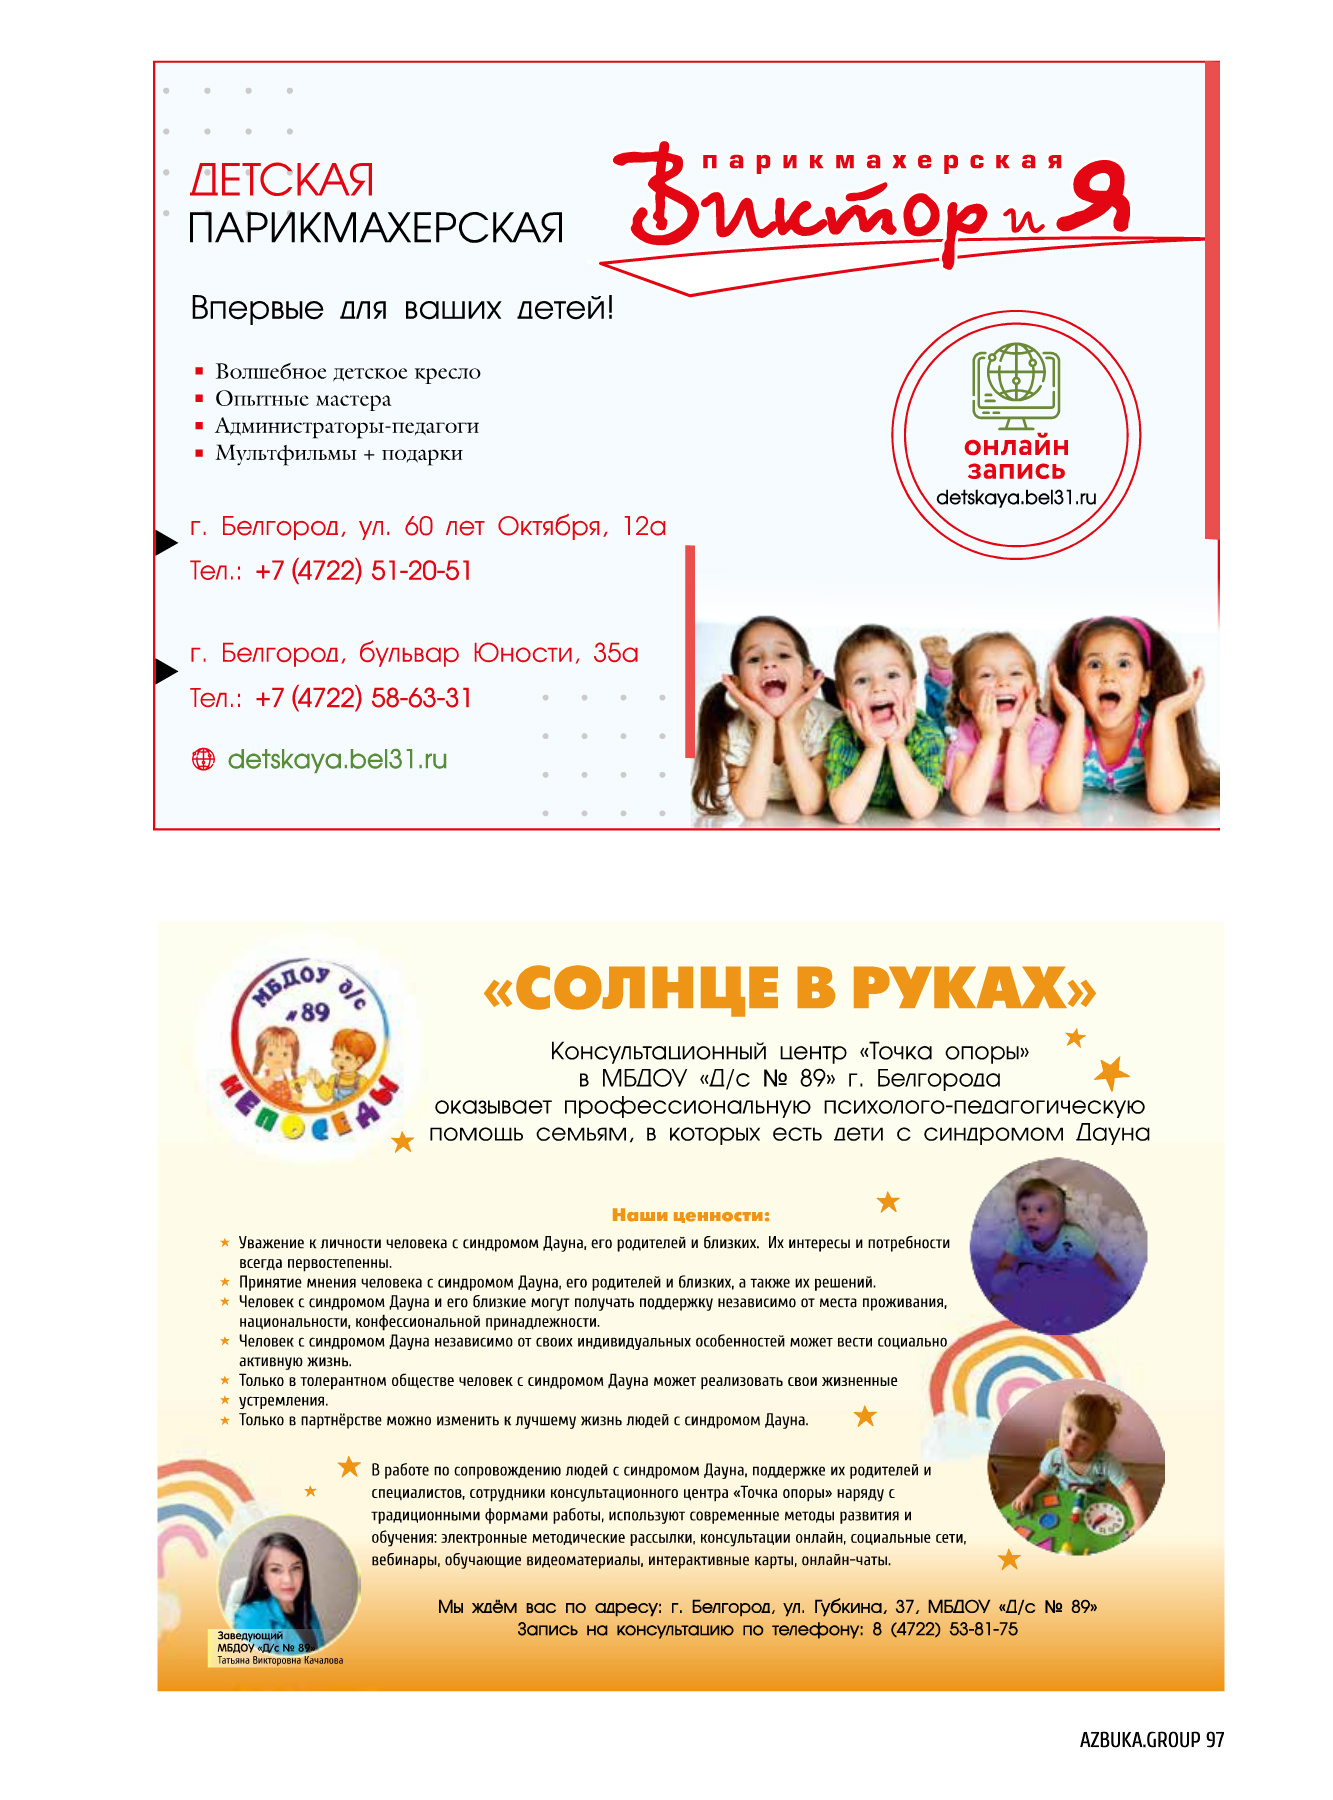 ДЕТСКАЯ
ПАРИКМАХЕРСКАЯ
парикмахерская
Виктория
Впервые для ваших детей!
Волшебное детское кресло
Опытные мастера
Администраторы-педагоги
Мультфильмы + подарки
онлайн
запись
detskaya.bel31.ru
г. Белгород, ул. 60 лет Октября, 12а
Тел.: +7 (4722) 51-20-51
г. Белгород, бульвар Юности, 35а
Тел.: +7 (4722) 58-63-31
detskaya.bel31.ru
МБДОУ д/с
№89
НЕПОСЕДЫ
«СОЛНЦЕ В РУКАХ»
Консультационный центр «Точка опоры»
в МБДОУ «Д/с № 89» г. Белгорода
оказывает профессиональную психолого-педагогическую
помощь семьям, в которых есть дети с синдромом Дауна
Наши ценности:
Уважение к личности человека с синдромом Дауна, его родителей и близких. Их интересы и потребности
всегда первостепенны.
Принятие мнения человека с синдромом Дауна, его родителей и близких, а также их решений.
Человек с синдромом Дауна и его близкие могут получать поддержку независимо от места проживания,
национальности, конфессиональной принадлежности.
Человек с синдромом Дауна независимо от своих индивидуальных особенностей может вести социально
активную жизнь.
Только в толерантном обществе человек с синдромом Дауна может реализовать свои жизненные
устремления.
Только в партнёрстве можно изменить к лучшему жизнь людей с синдромом Дауна.
В работе по сопровождению людей с синдромом Дауна, поддержке их родителей и
специалистов, сотрудники консультационного центра «Точка опоры» наряду с
традиционными формами работы, используют современные методы развития и
обучения: электронные методические рассылки, консультации онлайн, социальные сети,
вебинары, обучающие видеоматериалы, интерактивные карты, онлайн-чаты.
Мы ждём вас по адресу: г. Белгород, ул. Губкина, 37, МБДОУ «Д/с № 89»
Запись на консультацию по телефону: 8 (4722) 53-81-75
Заведующий
МБДОУ «Д/с № 89»
Татьяна Викторовна Качалова
AZBUKA.GROUP 97